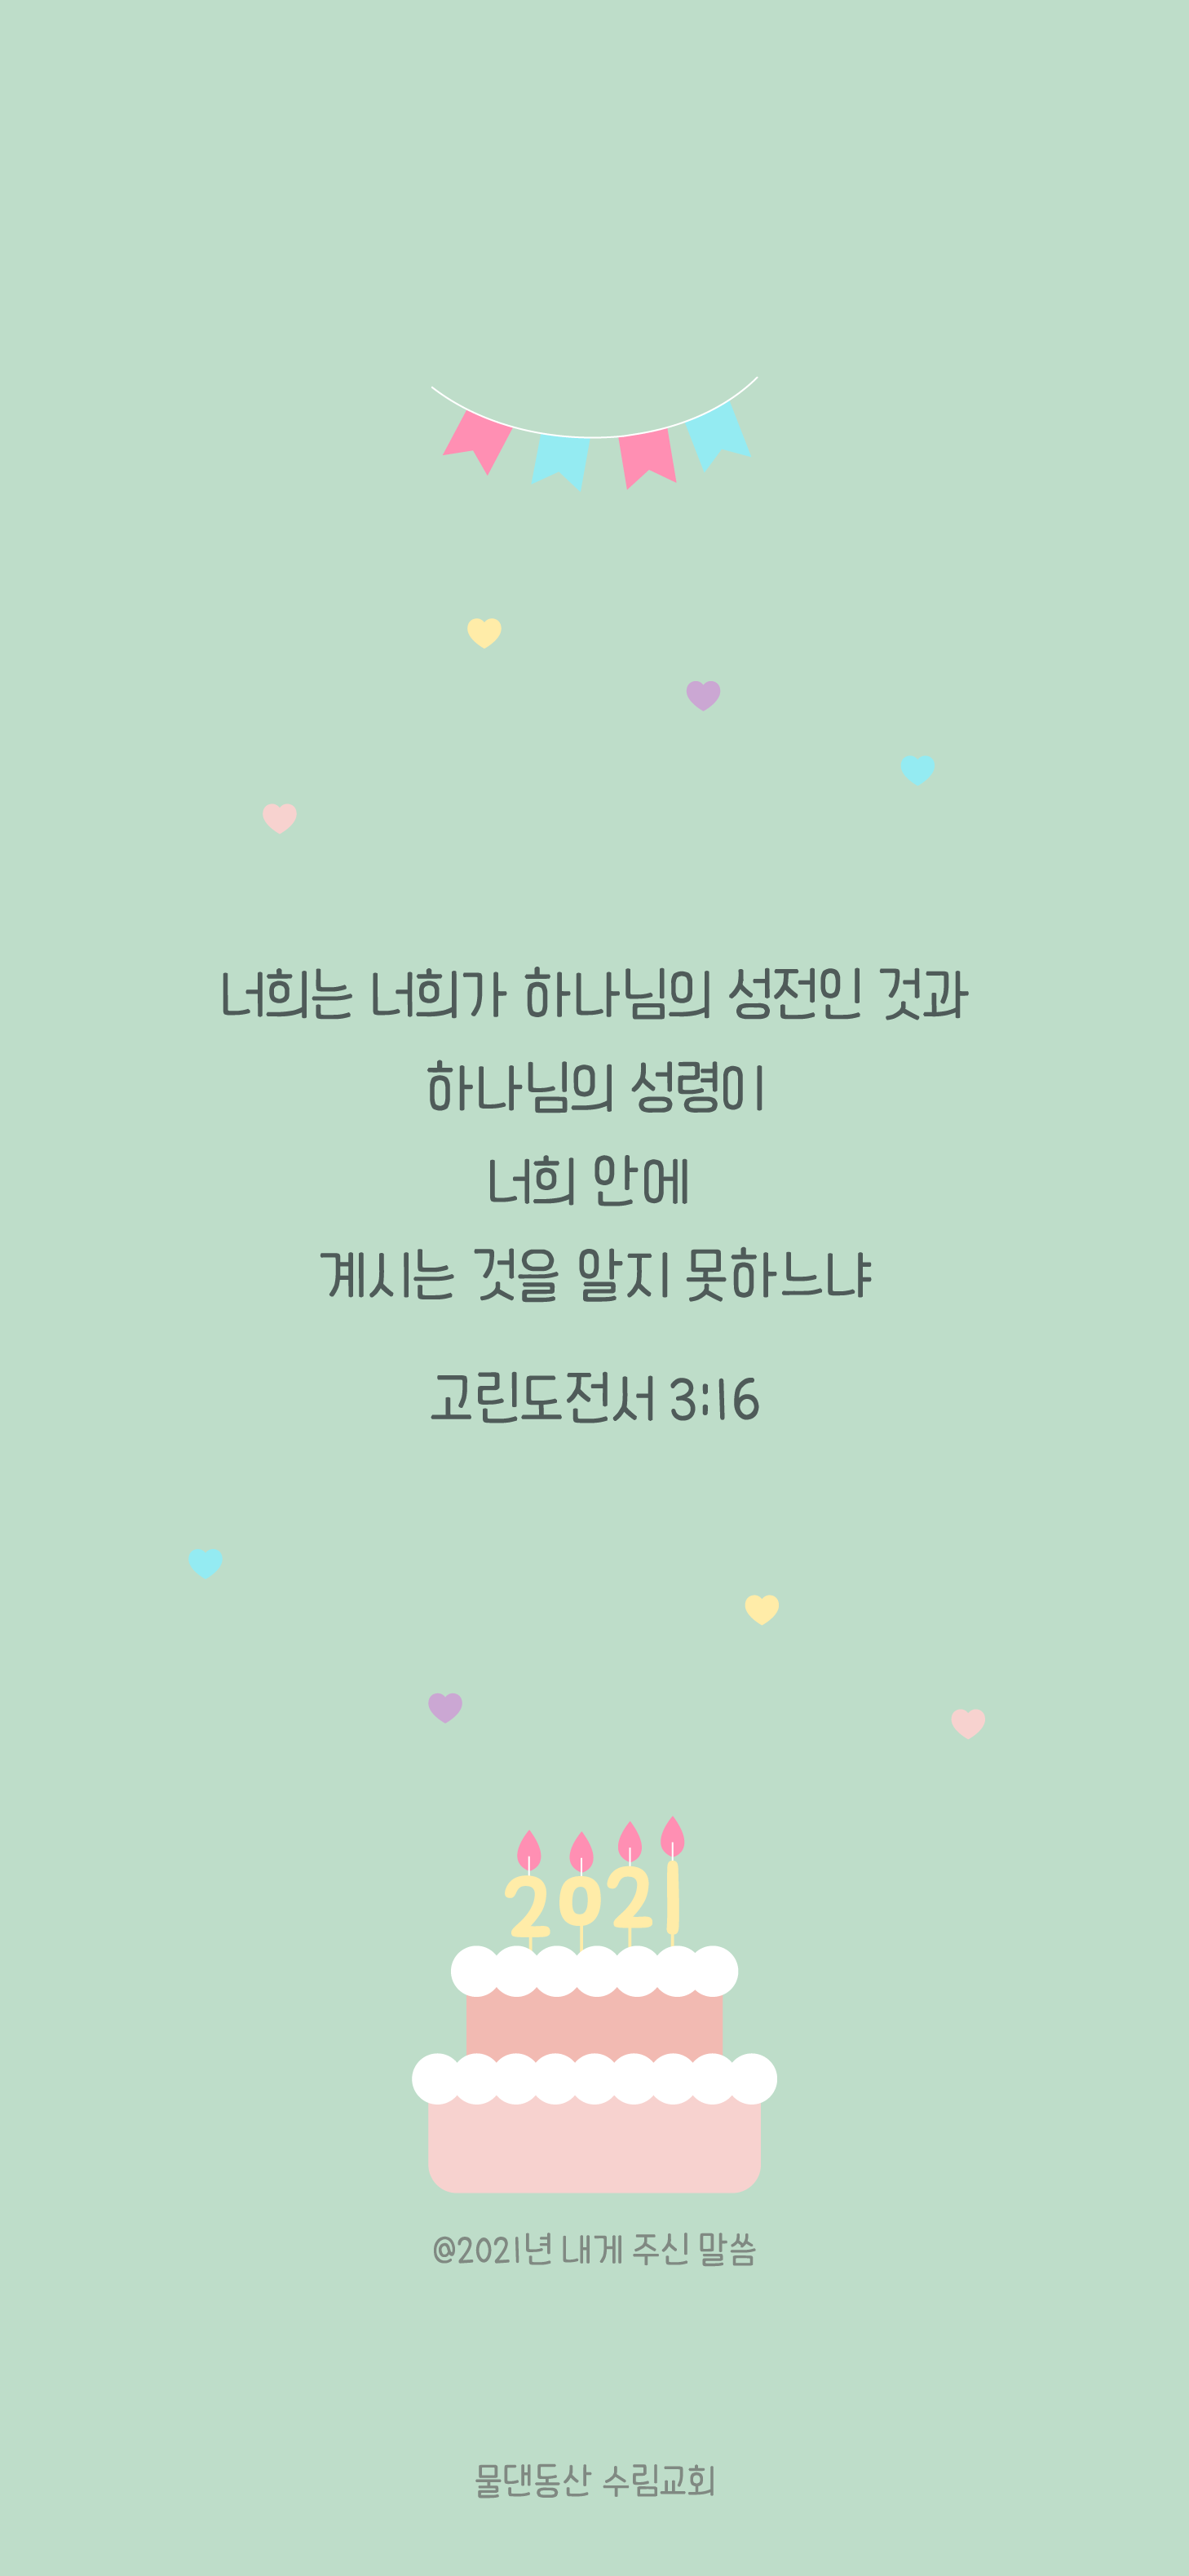 너희는 너희가 하나님의 성전인 것과
하나님의 성령이
너희 안에
계시는 것을 알지 못하느냐
고린도전서 3:16
2021
@2021년 내게 주신 말씀
물댄동산 수림교회